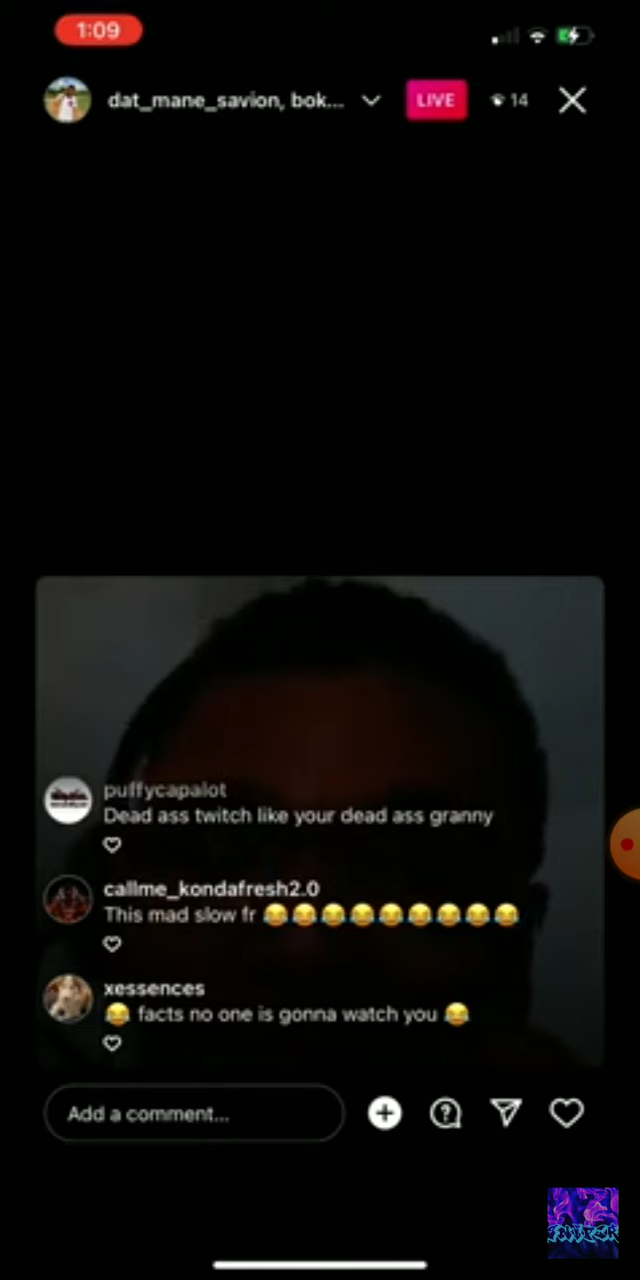 1:09
dat_mane_savion, bok...
LIVE
14
puffycapalot
Dead ass twitch like your dead ass granny
callme_kondafresh2.0
This mad slow fr 😂😂😂😂😂😂😂😂😂
xessences
😂 facts no one is gonna watch you 😂
Add a comment...